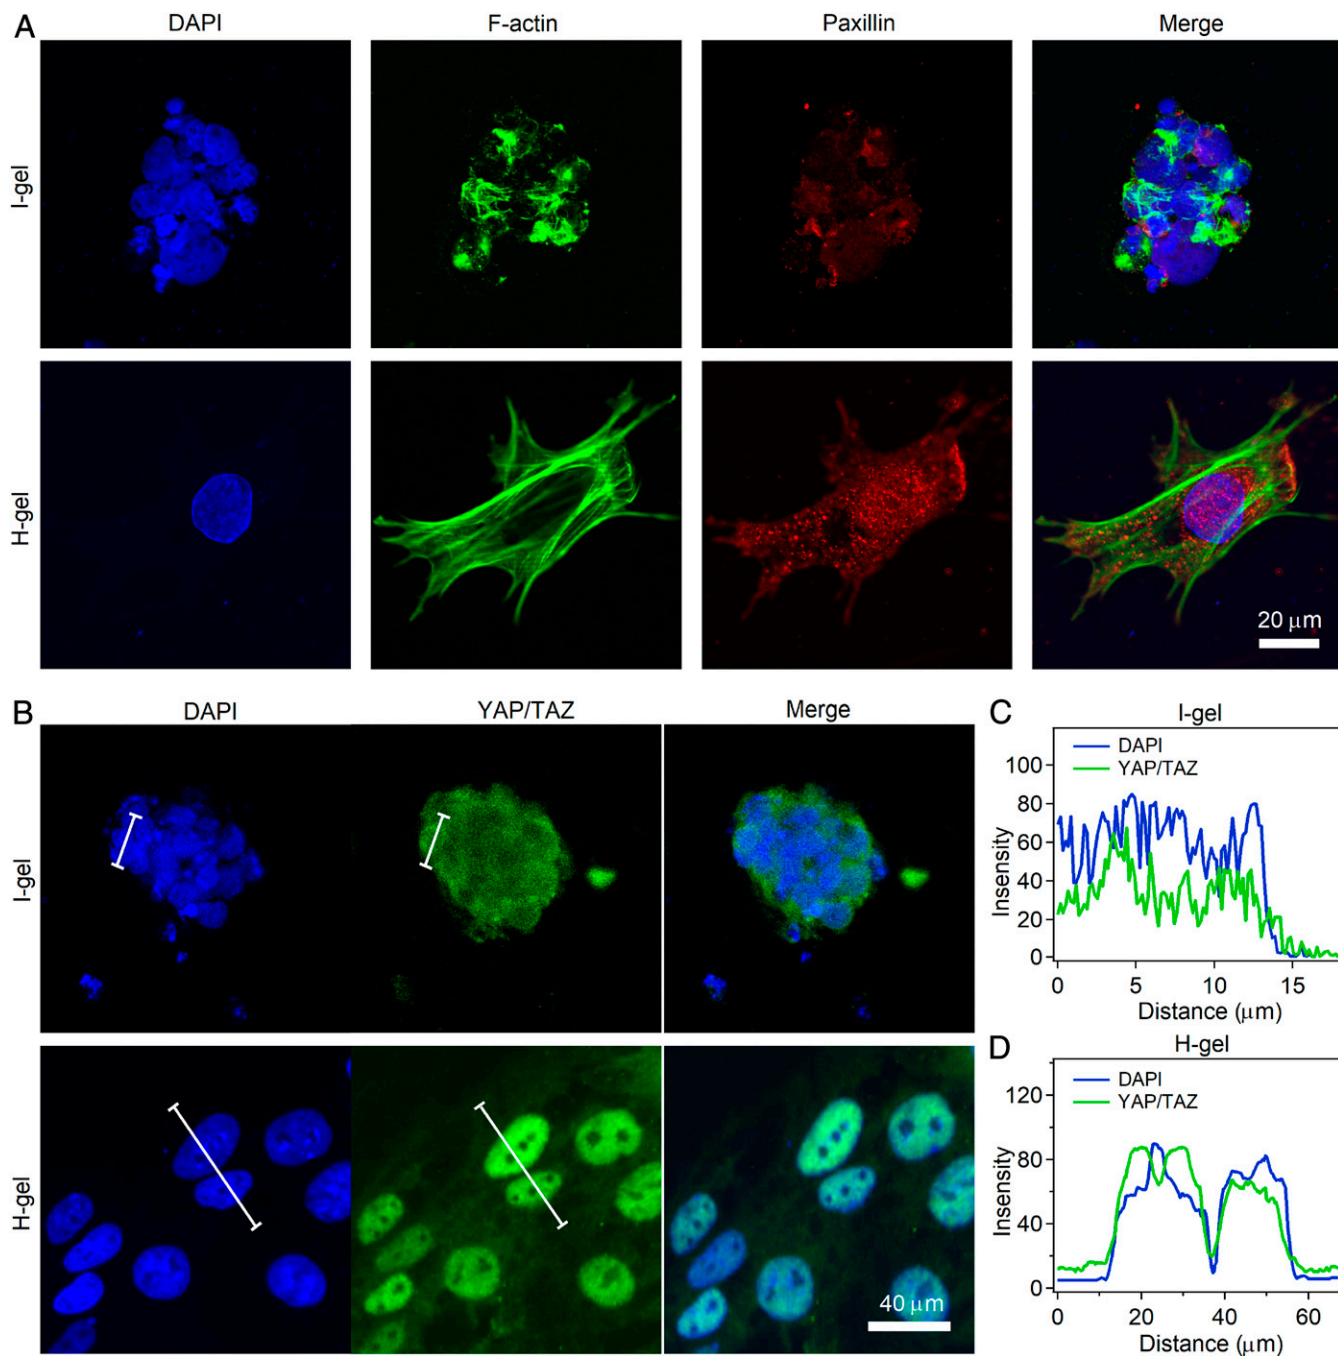 A
DAPI F-actin Paxillin Merge
I-gel
H-gel
20 μm
B
DAPI YAP/TAZ Merge
I-gel
H-gel
40 μm
C
I-gel
DAPI
YAP/TAZ
100
80
60
40
20
0
Insensity
0 5 10 15
Distance (μm)
D
H-gel
DAPI
YAP/TAZ
120
80
40
0
Insensity
0 20 40 60
Distance (μm)